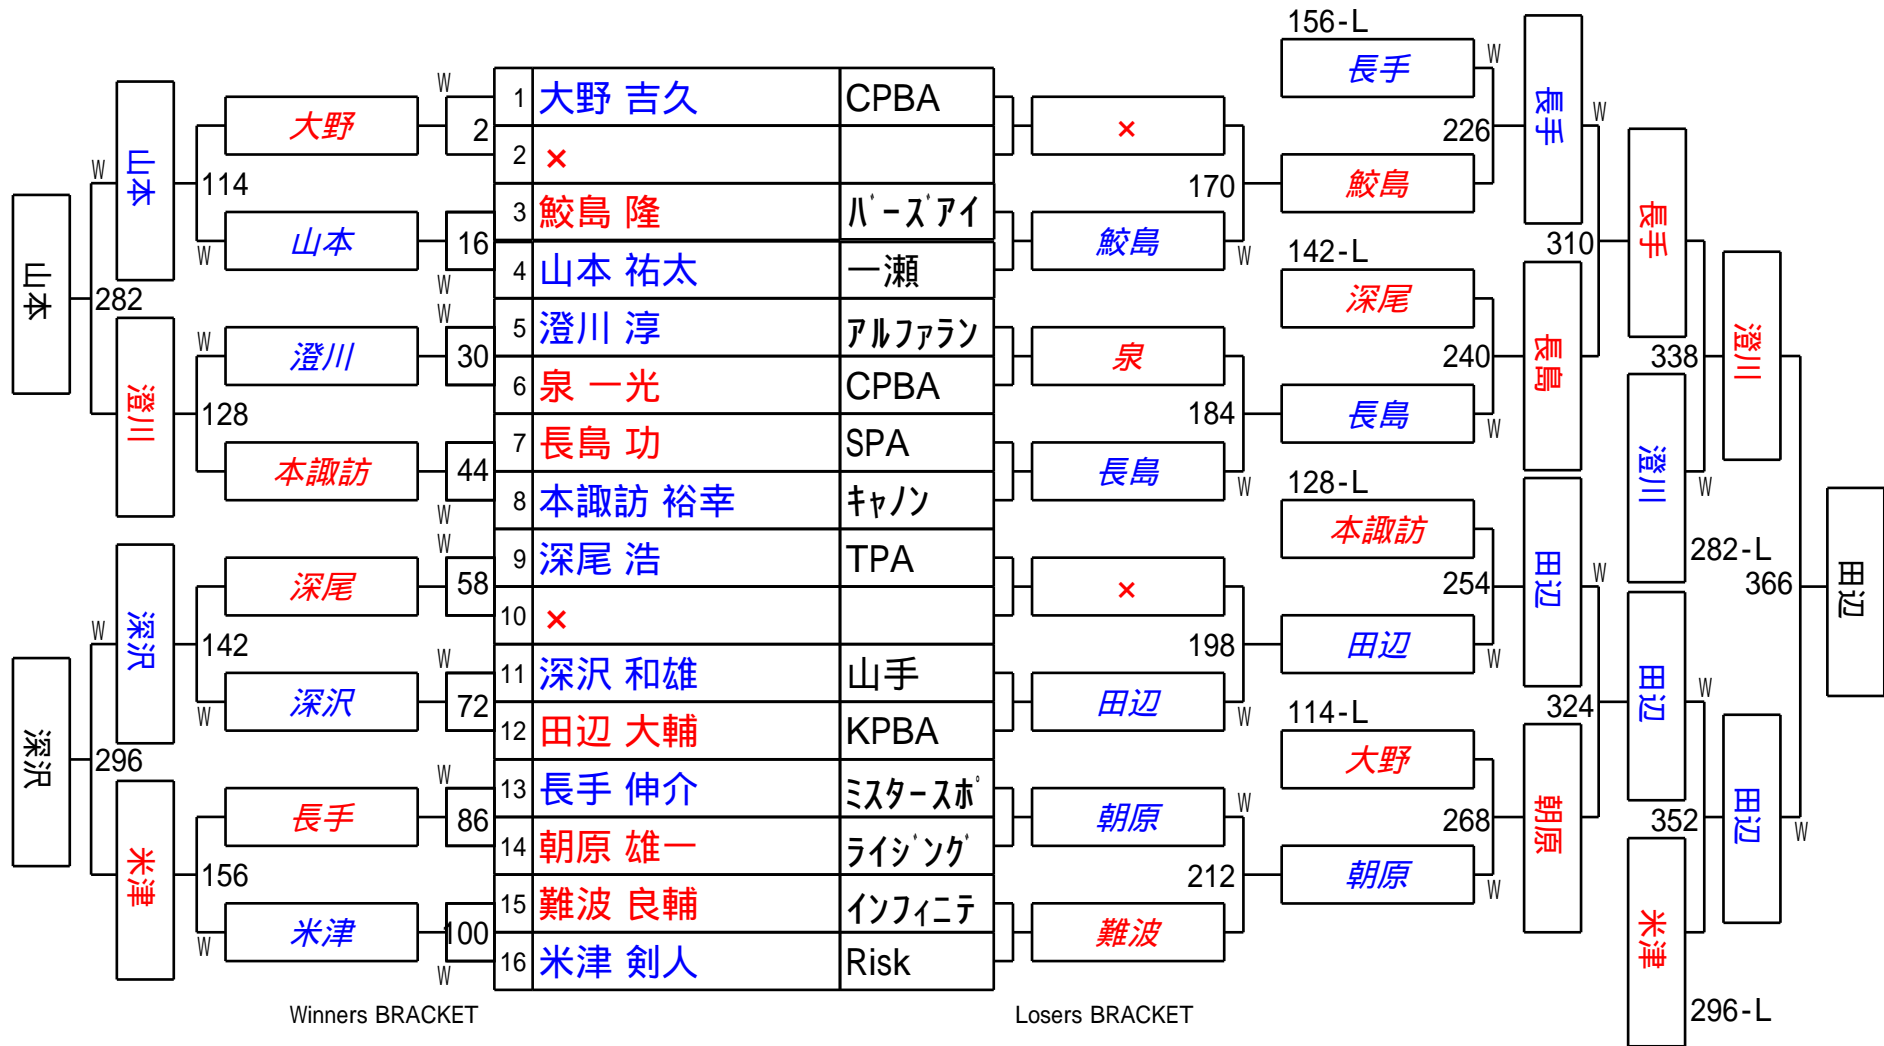 156-L
長手
W
長手
W
226
鮫島
長手
310
山本
W
大野
W
2
1 大野 吉久 CPBA
2 ×
×
170
114
W
山本
16
W
3 鮫島 隆 バーズアイ
4 山本 祐太 一瀬
鮫島
W
山本
282
142-L
深尾
240
長島
長島
W
338
澄川
澄川
W
282-L
澄川
W
128
澄川
W
30
5 澄川 淳 アルファラン
6 泉 一光 CPBA
泉
184
本諏訪
44
W
7 長島 功 SPA
8 本諏訪 裕幸 キャノン
長島
W
128-L
本諏訪
254
田辺
W
田辺
W
366
田辺
深沢
W
142
深尾
W
58
9 深尾 浩 TPA
10 ×
×
198
深沢
W
W
72
11 深沢 和雄 山手
12 田辺 大輔 KPBA
田辺
W
深沢
296
114-L
大野
268
朝原
朝原
W
324
田辺
W
352
田辺
W
米津
156
長手
W
86
13 長手 伸介 ミスタースポ
14 朝原 雄一 ライジング
朝原
W
212
米津
W
100
W
15 難波 良輔 インフィニテ
16 米津 剣人 Risk
難波
米津
296-L
Winners BRACKET
Losers BRACKET